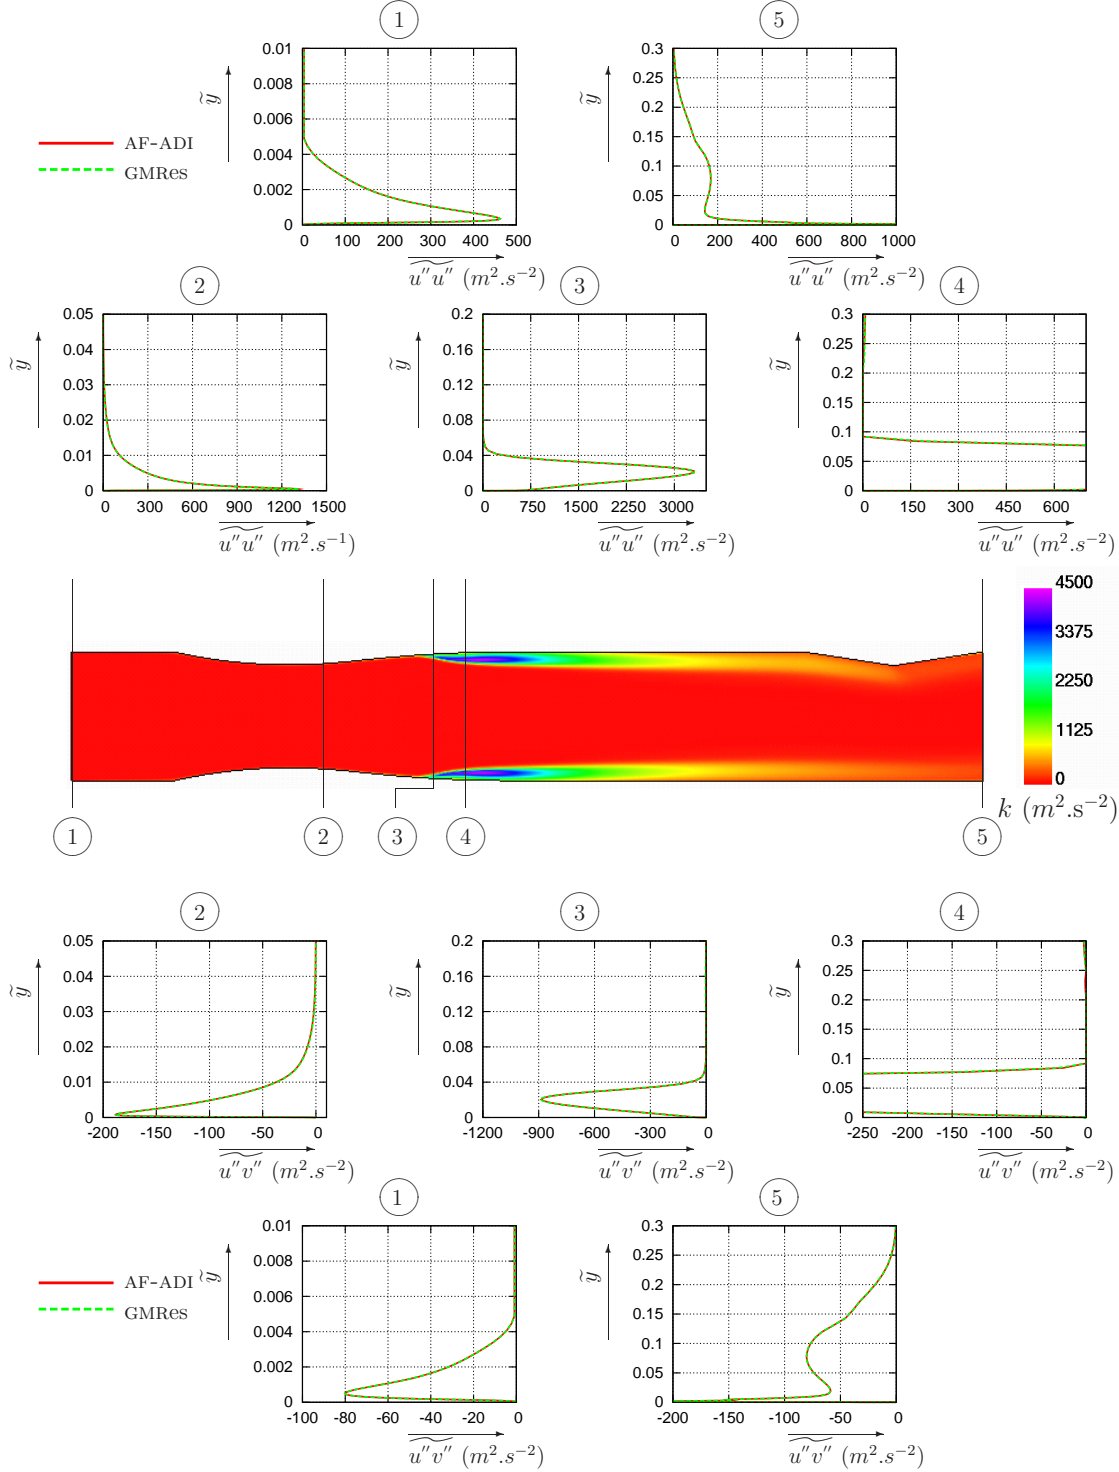 1
5
0.01
0.008
0.006
0.004
0.002
0
ỹ
0 100 200 300 400 500
u″u″ (m².s⁻²)
AF-ADI
GMRes
0.3
0.25
0.2
0.15
0.1
0.05
0
ỹ
0 200 400 600 800 1000
u″u″ (m².s⁻²)
2
3
4
0.05
0.04
0.03
0.02
0.01
0
ỹ
0 300 600 900 1200 1500
u″u″ (m².s⁻¹)
0.2
0.16
0.12
0.08
0.04
0
ỹ
0 750 1500 2250 3000
u″u″ (m².s⁻²)
0.3
0.25
0.2
0.15
0.1
0.05
0
ỹ
0 150 300 450 600
u″u″ (m².s⁻²)
4500
3375
2250
1125
0
k (m².s⁻²)
1 2 3 4 5
2
3
4
0.05
0.04
0.03
0.02
0.01
0
ỹ
-200 -150 -100 -50 0
u″v″ (m².s⁻²)
0.2
0.16
0.12
0.08
0.04
0
ỹ
-1200 -900 -600 -300 0
u″v″ (m².s⁻²)
0.3
0.25
0.2
0.15
0.1
0.05
0
ỹ
-250 -200 -150 -100 -50 0
u″v″ (m².s⁻²)
1
5
0.01
0.008
0.006
0.004
0.002
0
ỹ
-100 -80 -60 -40 -20 0
u″v″ (m².s⁻²)
AF-ADI
GMRes
0.3
0.25
0.2
0.15
0.1
0.05
0
ỹ
-200 -150 -100 -50 0
u″v″ (m².s⁻²)